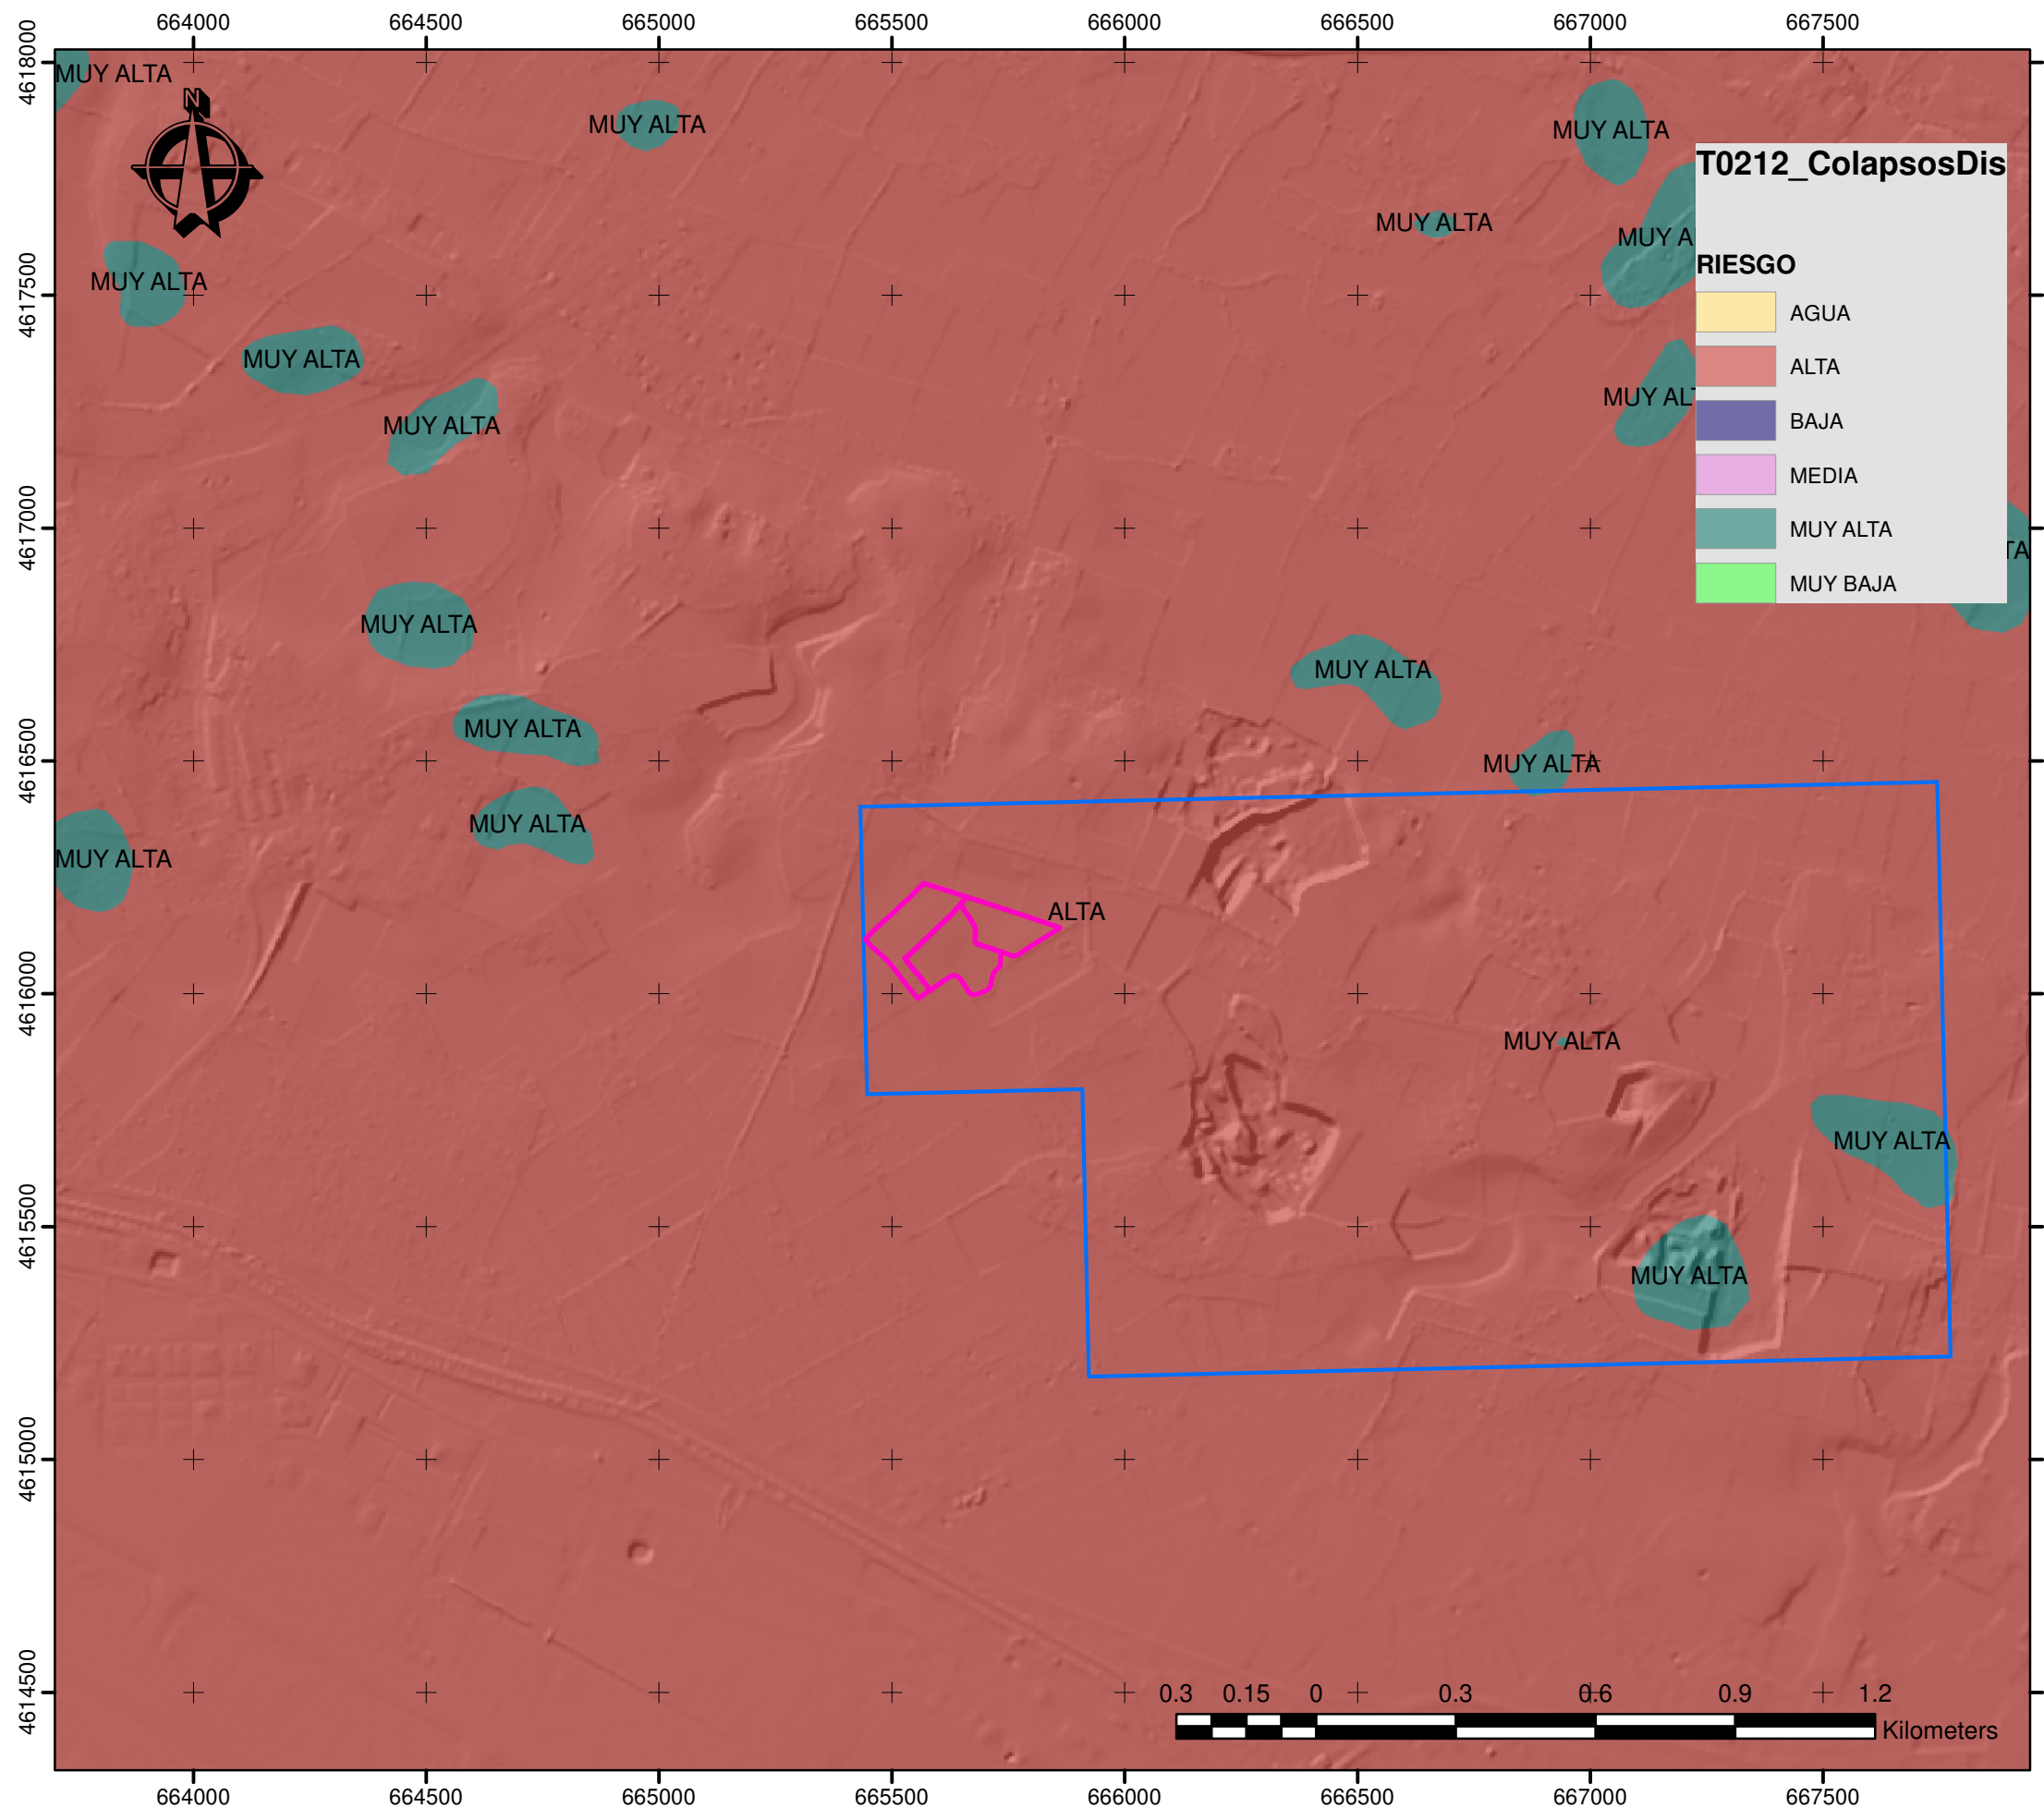 664000 664500 665000 665500 666000 666500 667000 667500
4618000
4617500
4617000
4616500
4616000
4615500
4615000
4614500
N
MUY ALTA
MUY ALTA
MUY ALTA
MUY ALTA
MUY A
MUY ALTA
MUY ALTA
MUY ALT
MUY ALTA
TA
MUY ALTA
MUY ALTA
MUY ALTA
MUY ALTA
MUY ALTA
MUY ALTA
ALTA
MUY ALTA
MUY ALTA
MUY ALTA
MUY ALTA
T0212_ColapsosDis
RIESGO
AGUA
ALTA
BAJA
MEDIA
MUY ALTA
MUY BAJA
0.3 0.15 0 0.3 0.6 0.9 1.2
Kilometers
664000 664500 665000 665500 666000 666500 667000 667500